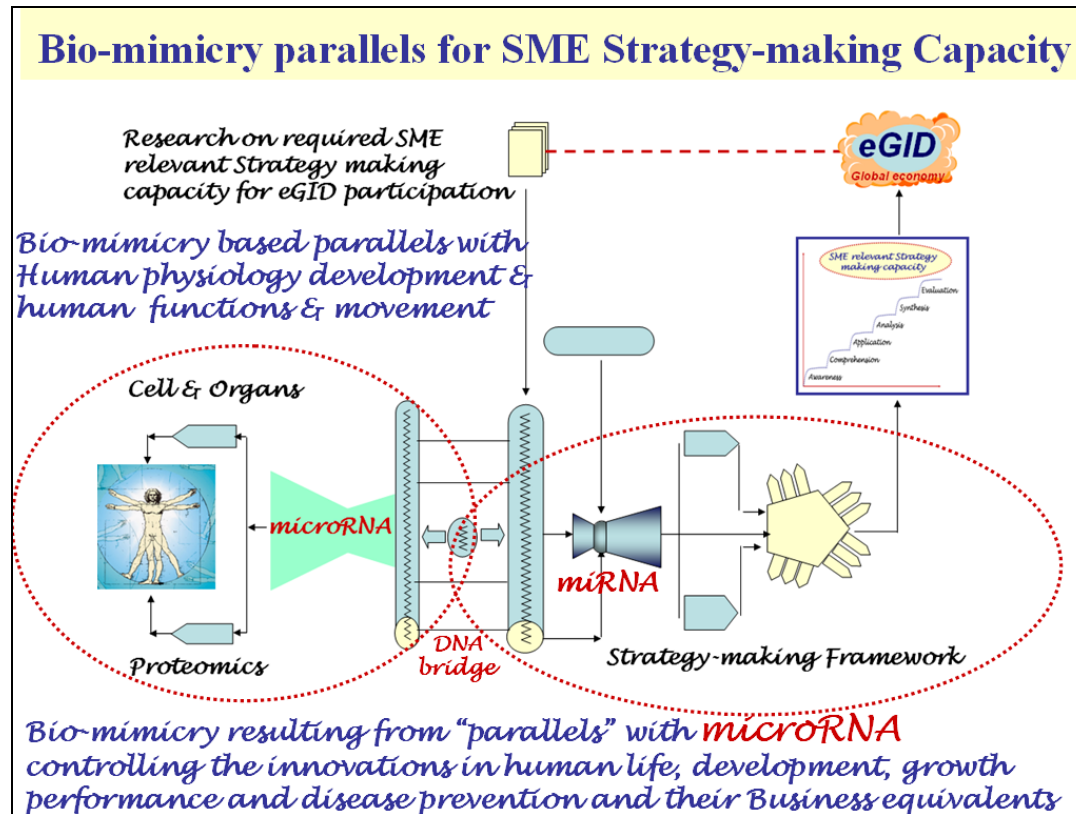 Bio-mimicry parallels for SME Strategy-making Capacity
Research on required SME
relevant Strategy making
capacity for eGID participation
eGID
Global economy
Bio-mimicry based parallels with
Human physiology development &
human functions & movement
SME relevant Strategy
making capacity
Evaluation
Synthesis
Analysis
Application
Comprehension
Awareness
Cell & Organs
microRNA
miRNA
Proteomics
DNA
bridge
Strategy-making Framework
Bio-mimicry resulting from “parallels” with microRNA
controlling the innovations in human life, development, growth
performance and disease prevention and their Business equivalents